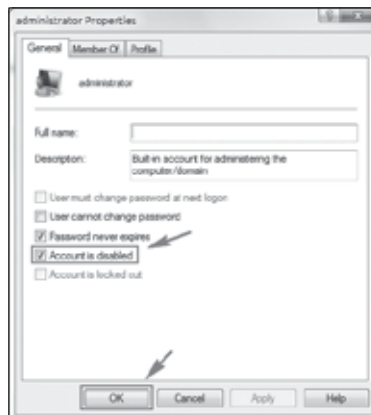 administrator Properties
General Member Of Profile
administrator
Full name:
Description: Built-in account for administering the
computer/domain
User must change password at next logon
User cannot change password
Password never expires
Account is disabled
Account is locked out
OK Cancel Apply Help